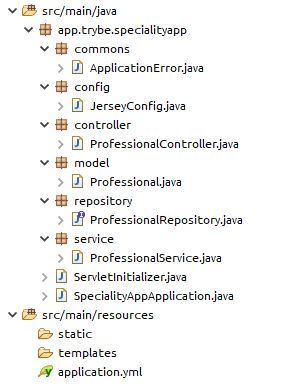 src/main/java
app.trybe.specialityapp
commons
ApplicationError.java
config
JerseyConfig.java
controller
ProfessionalController.java
model
Professional.java
repository
ProfessionalRepository.java
service
ProfessionalService.java
ServletInitializer.java
SpecialityAppApplication.java
src/main/resources
static
templates
application.yml